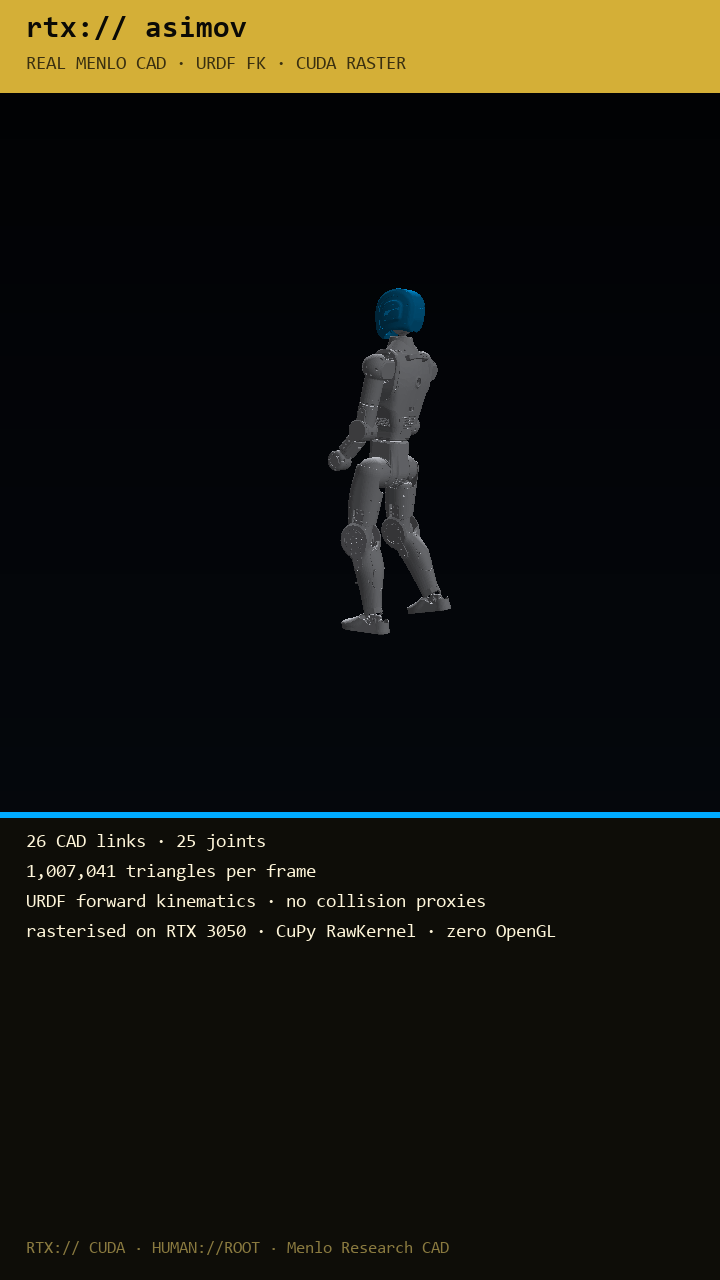 rtx:// asimov
REAL MENLO CAD · URDF FK · CUDA RASTER
26 CAD links · 25 joints
1,007,041 triangles per frame
URDF forward kinematics · no collision proxies
rasterised on RTX 3050 · CuPy RawKernel · zero OpenGL
RTX:// CUDA · HUMAN://ROOT · Menlo Research CAD